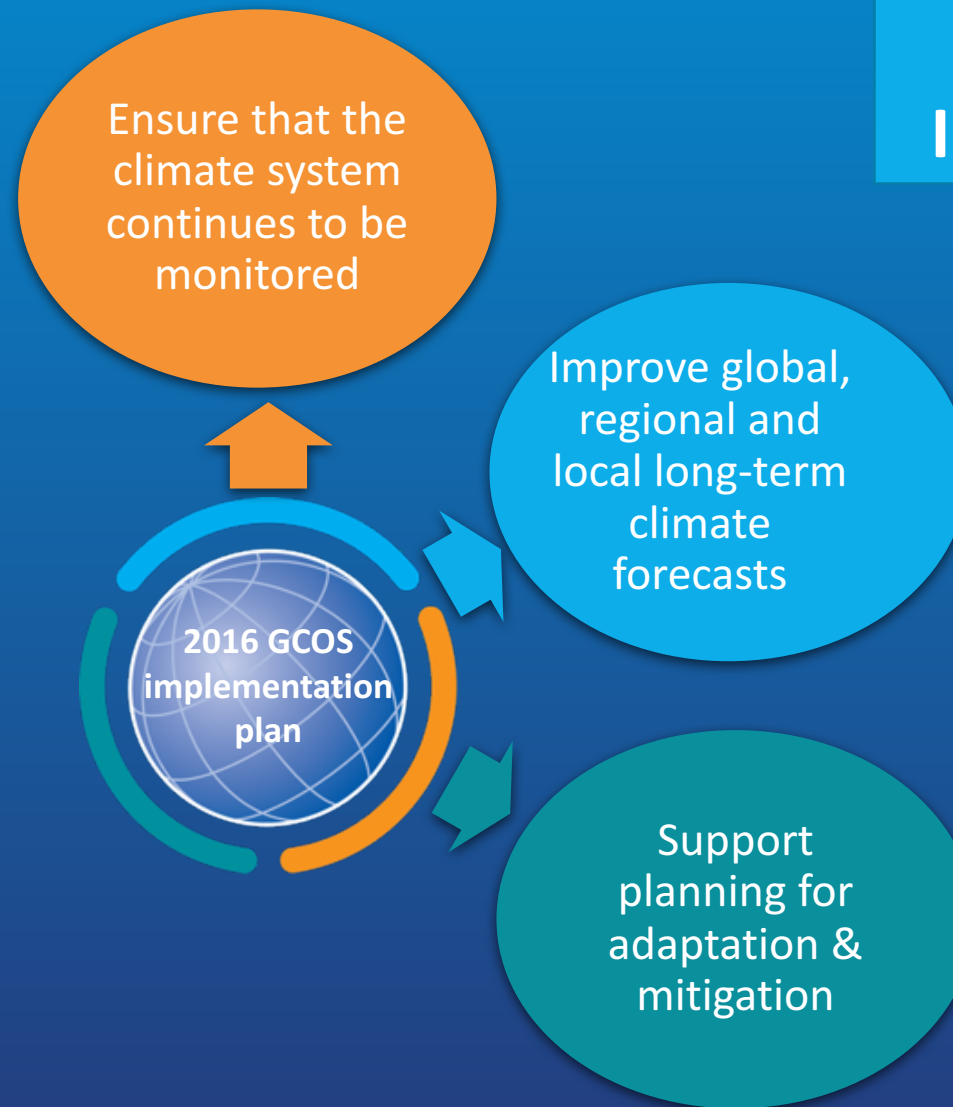 Ensure that the
climate system
continues to be
monitored
Improve global,
regional and
local long-term
climate
forecasts
2016 GCOS
implementation
plan
Support
planning for
adaptation &
mitigation